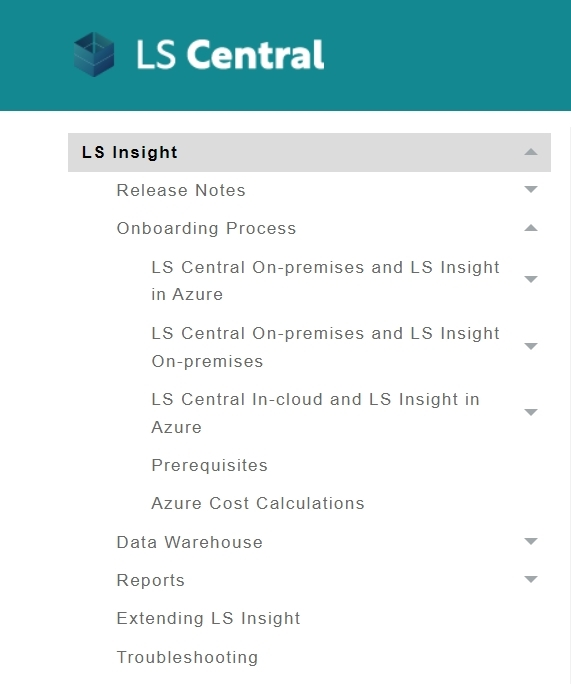 LS Central
LS Insight
Release Notes
Onboarding Process
LS Central On-premises and LS Insight
in Azure
LS Central On-premises and LS Insight
On-premises
LS Central In-cloud and LS Insight in
Azure
Prerequisites
Azure Cost Calculations
Data Warehouse
Reports
Extending LS Insight
Troubleshooting